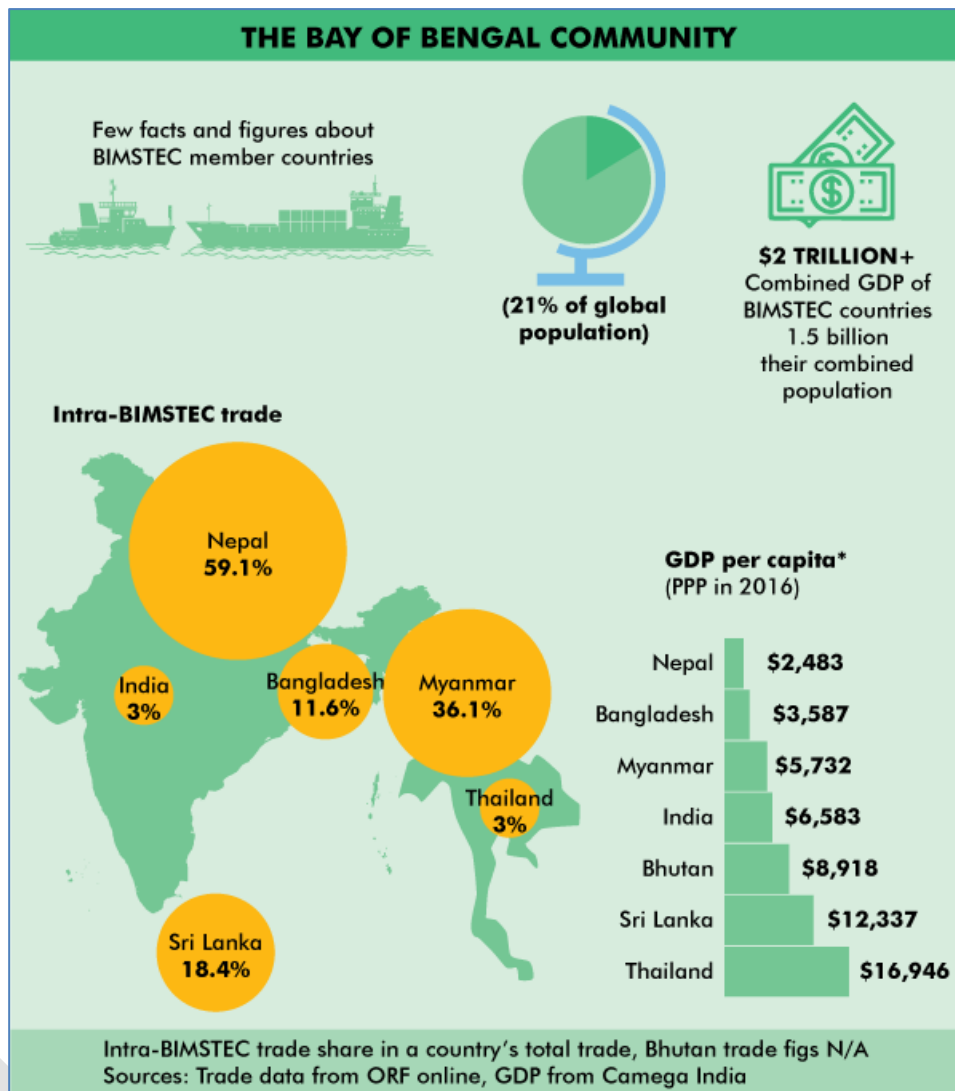 THE BAY OF BENGAL COMMUNITY
Few facts and figures about
BIMSTEC member countries
(21% of global
population)
$
$2 TRILLION+
Combined GDP of
BIMSTEC countries
1.5 billion
their combined
population
Intra-BIMSTEC trade
Nepal
59.1%
India
3%
Bangladesh
11.6%
Myanmar
36.1%
Thailand
3%
Sri Lanka
18.4%
GDP per capita*
(PPP in 2016)
Nepal $2,483
Bangladesh $3,587
Myanmar $5,732
India $6,583
Bhutan $8,918
Sri Lanka $12,337
Thailand $16,946
Intra-BIMSTEC trade share in a country's total trade, Bhutan trade figs N/A
Sources: Trade data from ORF online, GDP from Camega India